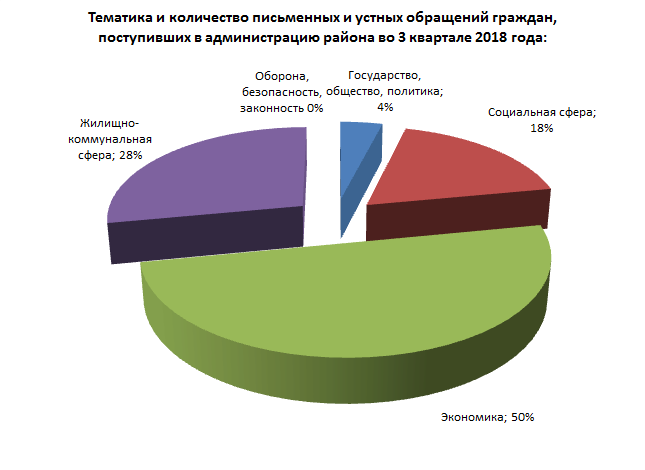 Тематика и количество письменных и устных обращений граждан,
поступивших в администрацию района во 3 квартале 2018 года:
Оборона,
безопасность,
законность 0%
Государство,
общество, политика;
4%
Социальная сфера;
18%
Жилищно-
коммунальная
сфера; 28%
Экономика; 50%